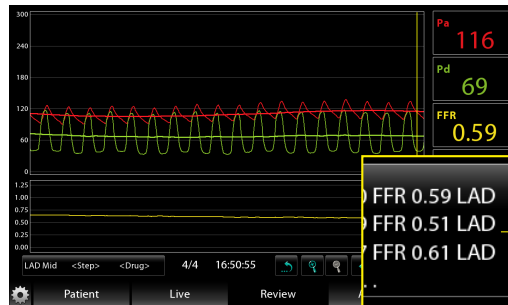 300
240
180
120
60
0
1.25
1.00
0.75
0.50
0.25
0.00
Pa
116
Pd
69
FFR
0.59
FFR 0.59 LAD
FFR 0.51 LAD
FFR 0.61 LAD
LAD Mid <Step> <Drug> 4/4 16:50:55
Patient Live Review